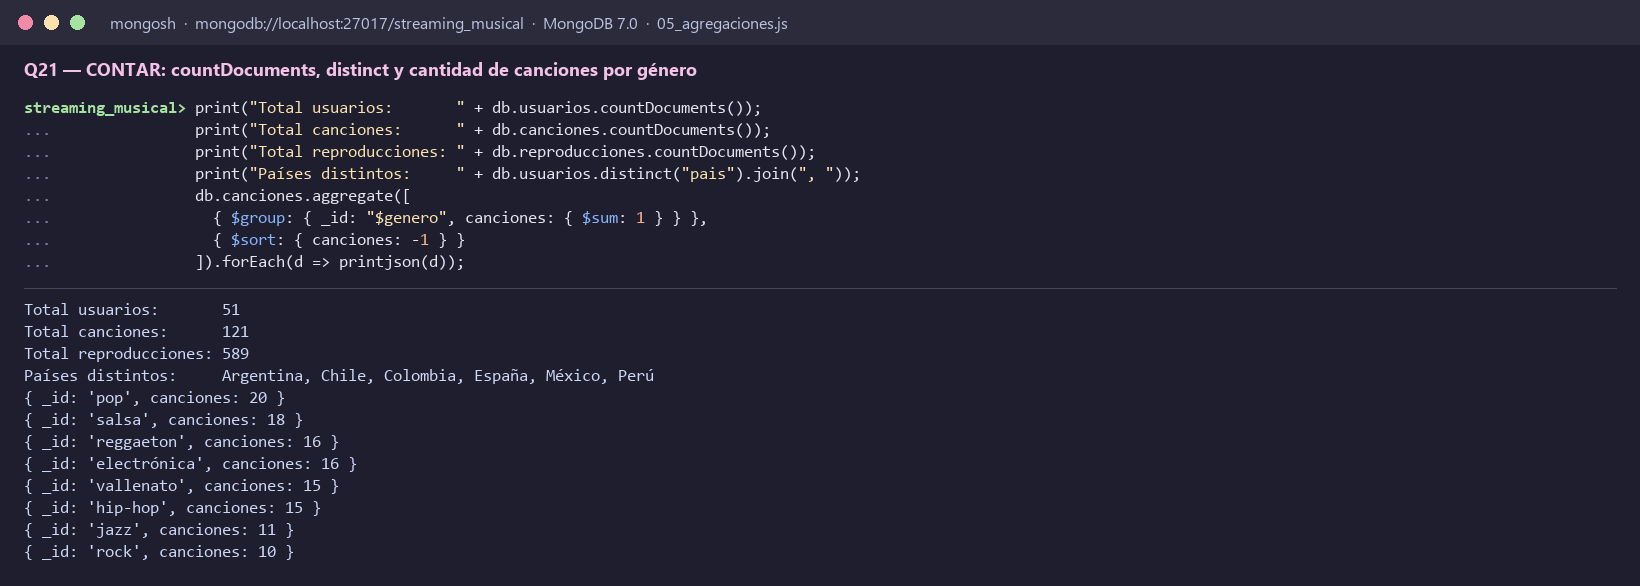 mongosh · mongodb://localhost:27017/streaming_musical · MongoDB 7.0 · 05_agregaciones.js
Q21 — CONTAR: countDocuments, distinct y cantidad de canciones por género
streaming_musical> print("Total usuarios:       " + db.usuarios.countDocuments());
...                print("Total canciones:      " + db.canciones.countDocuments());
...                print("Total reproducciones: " + db.reproducciones.countDocuments());
...                print("Países distintos:     " + db.usuarios.distinct("pais").join(", "));
...                db.canciones.aggregate([
...                  { $group: { _id: "$genero", canciones: { $sum: 1 } } },
...                  { $sort: { canciones: -1 } }
...                ]).forEach(d => printjson(d));
Total usuarios:       51
Total canciones:      121
Total reproducciones: 589
Países distintos:     Argentina, Chile, Colombia, España, México, Perú
{ _id: 'pop', canciones: 20 }
{ _id: 'salsa', canciones: 18 }
{ _id: 'reggaeton', canciones: 16 }
{ _id: 'electrónica', canciones: 16 }
{ _id: 'vallenato', canciones: 15 }
{ _id: 'hip-hop', canciones: 15 }
{ _id: 'jazz', canciones: 11 }
{ _id: 'rock', canciones: 10 }